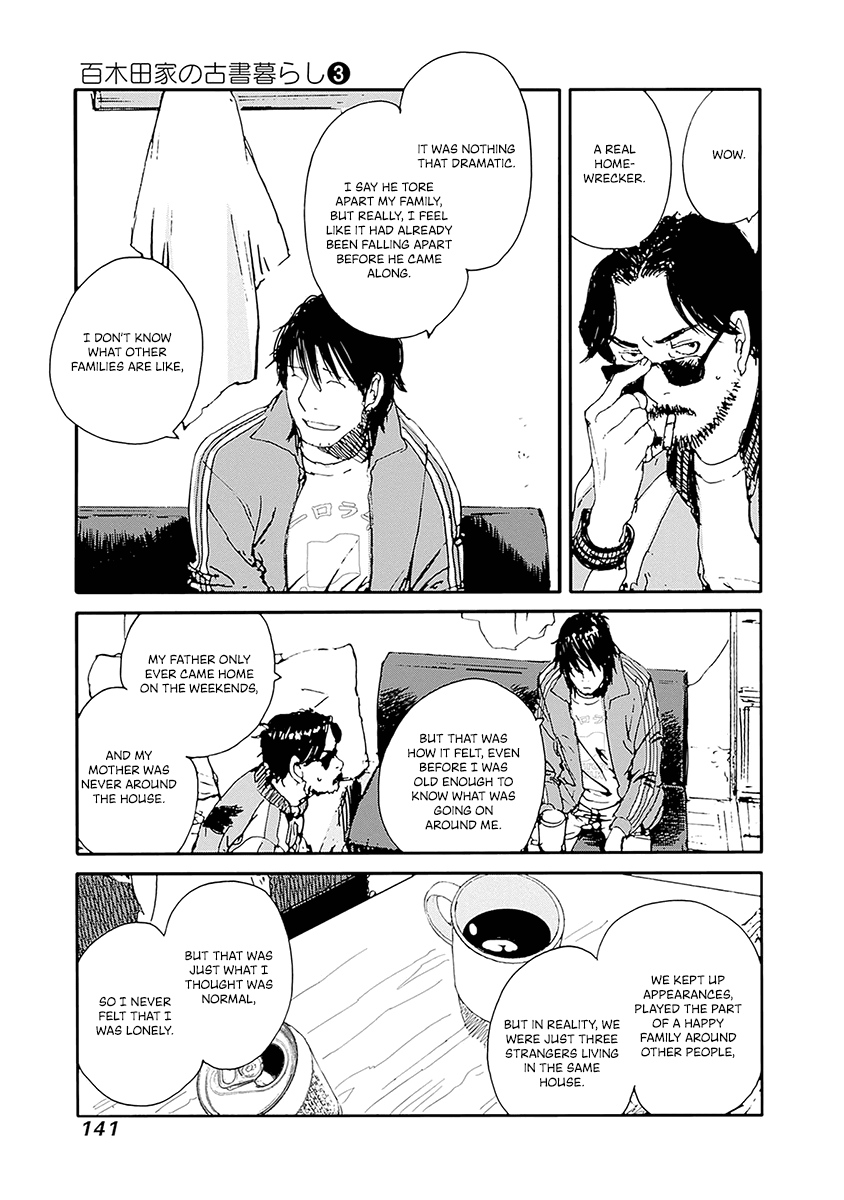 百木田家の古書暮らし❸
WOW.
A REAL
HOME-
WRECKER.
IT WAS NOTHING
THAT DRAMATIC.
I SAY HE TORE
APART MY FAMILY,
BUT REALLY, I FEEL
LIKE IT HAD ALREADY
BEEN FALLING APART
BEFORE HE CAME
ALONG.
I DON'T KNOW
WHAT OTHER
FAMILIES ARE LIKE,
ーロラ
BUT THAT WAS
HOW IT FELT, EVEN
BEFORE I WAS
OLD ENOUGH TO
KNOW WHAT WAS
GOING ON
AROUND ME.
MY FATHER ONLY
EVER CAME HOME
ON THE WEEKENDS,
AND MY
MOTHER WAS
NEVER AROUND
THE HOUSE.
WE KEPT UP
APPEARANCES,
PLAYED THE PART
OF A HAPPY
FAMILY AROUND
OTHER PEOPLE,
BUT IN REALITY, WE
WERE JUST THREE
STRANGERS LIVING
IN THE SAME
HOUSE.
BUT THAT WAS
JUST WHAT I
THOUGHT WAS
NORMAL,
SO I NEVER
FELT THAT I
WAS LONELY.
141